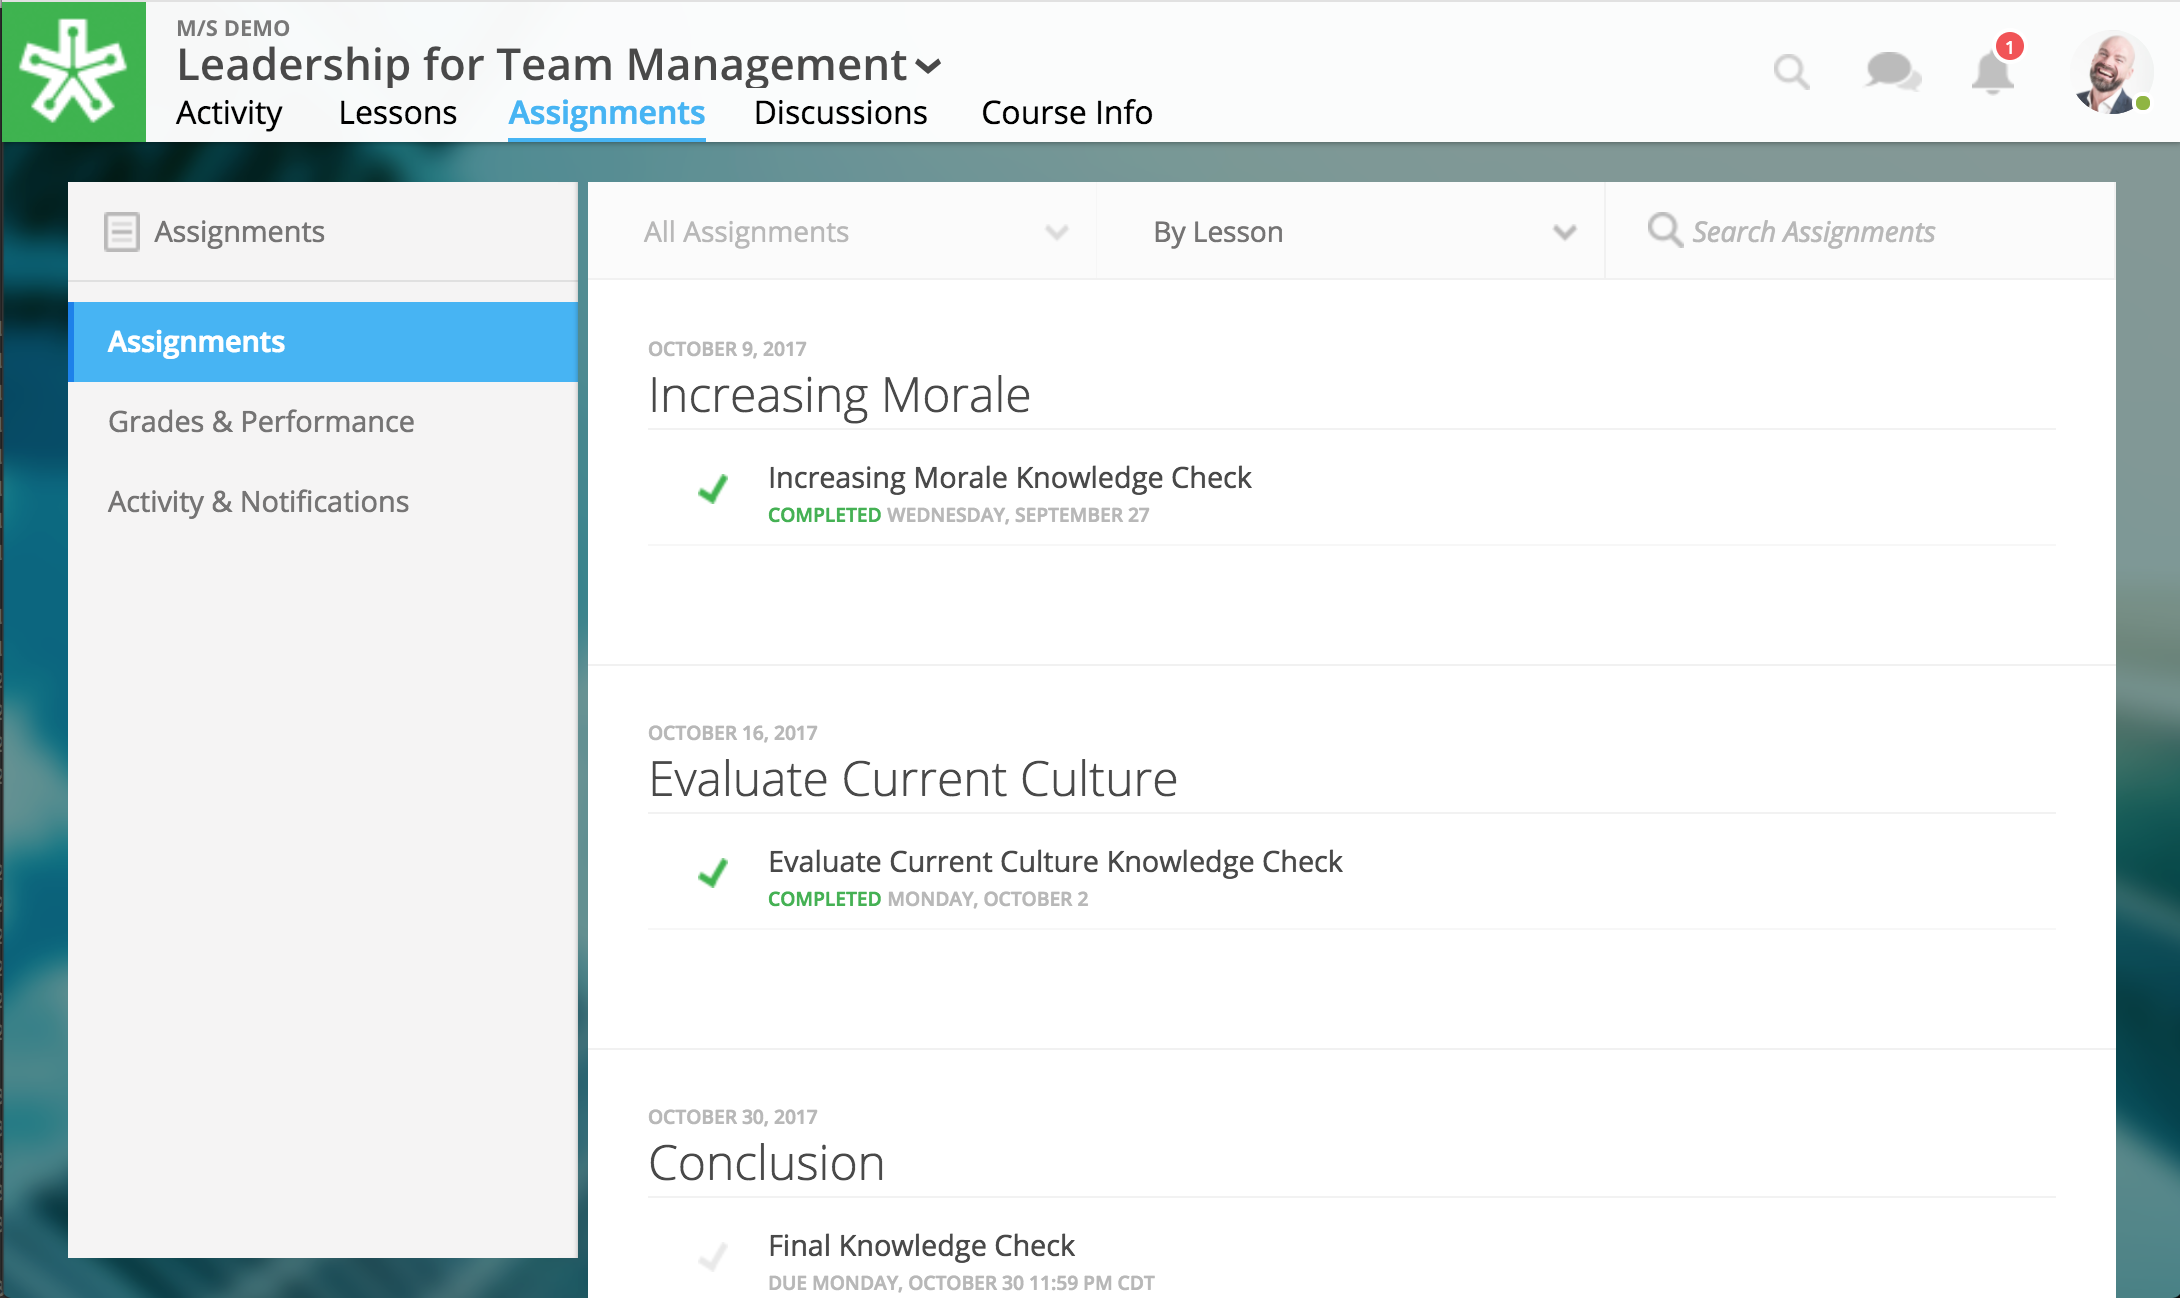 M/S DEMO
Leadership for Team Management
Activity Lessons Assignments Discussions Course Info
1
Assignments
Assignments
Grades & Performance
Activity & Notifications
All Assignments By Lesson Search Assignments
OCTOBER 9, 2017
Increasing Morale
Increasing Morale Knowledge Check
COMPLETED WEDNESDAY, SEPTEMBER 27
OCTOBER 16, 2017
Evaluate Current Culture
Evaluate Current Culture Knowledge Check
COMPLETED MONDAY, OCTOBER 2
OCTOBER 30, 2017
Conclusion
Final Knowledge Check
DUE MONDAY, OCTOBER 30 11:59 PM CDT